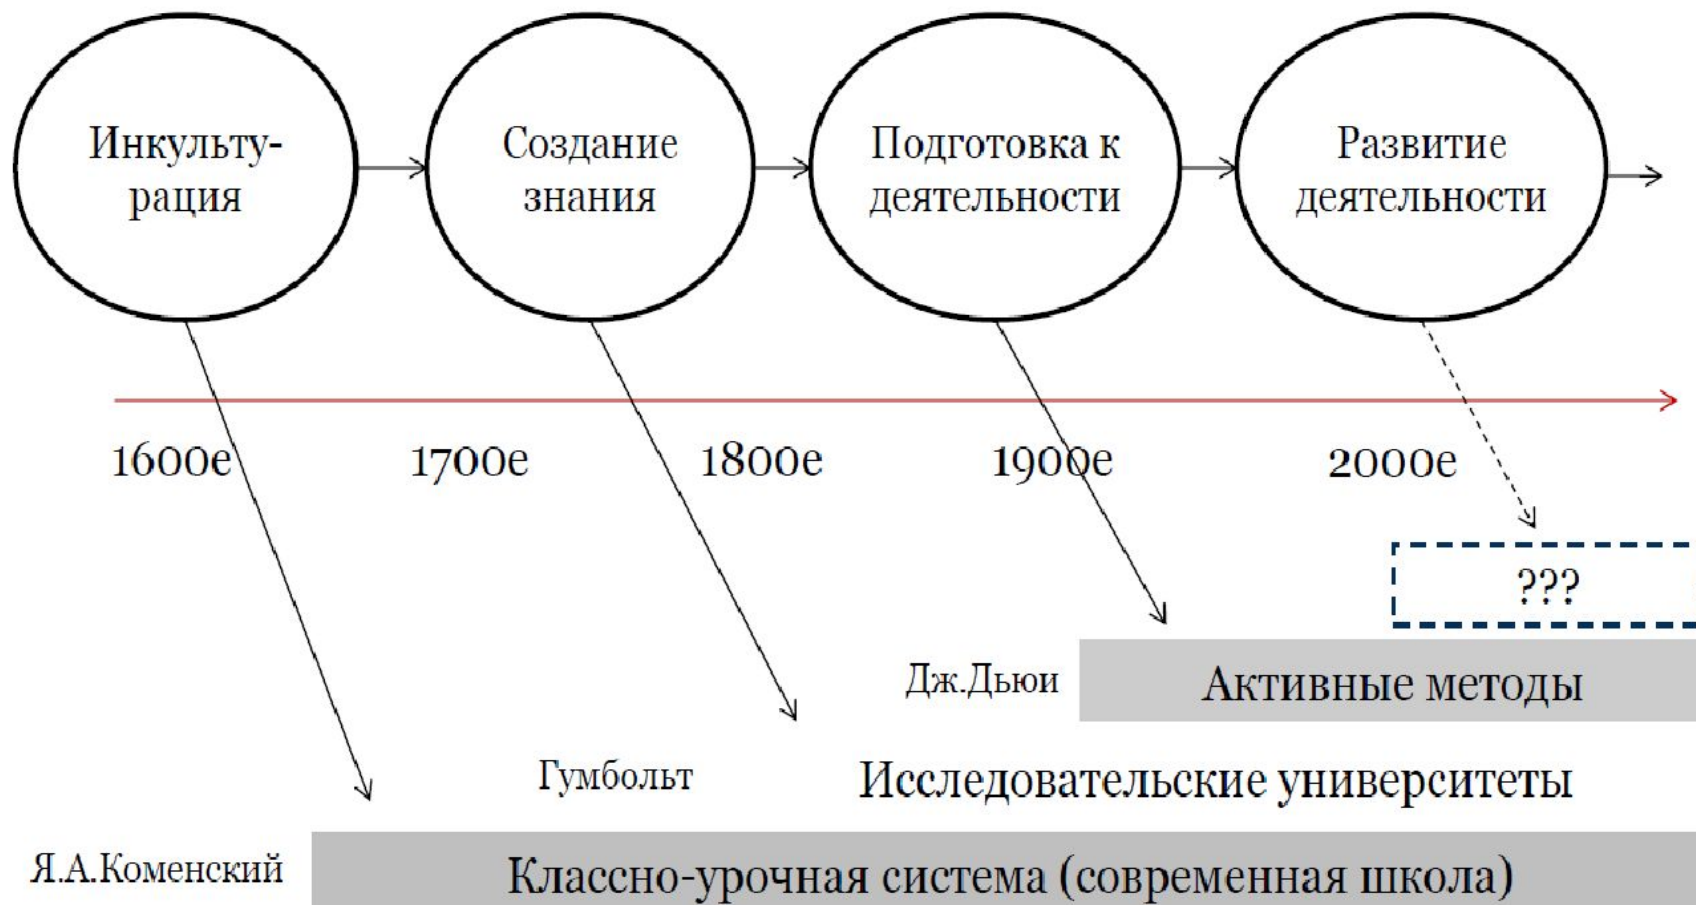 Инкульту-
рация
Создание
знания
Подготовка к
деятельности
Развитие
деятельности
1600е
1700е
1800е
1900е
2000е
???
Дж.Дьюи
Активные методы
Гумбольт
Исследовательские университеты
Я.А.Коменский
Классно-урочная система (современная школа)